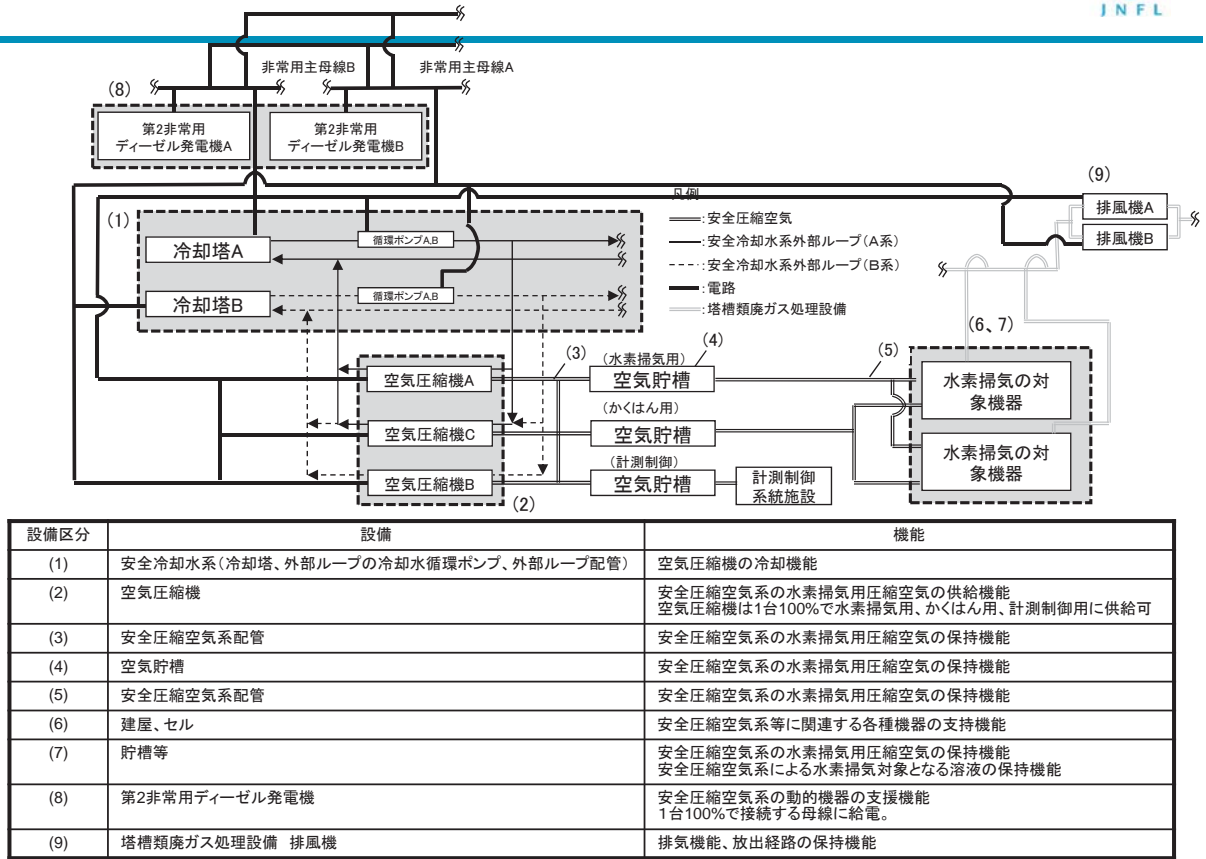 JNFL
非常用主母線B
非常用主母線A
(8)
第2非常用
ディーゼル発電機A
第2非常用
ディーゼル発電機B
(9)
排風機A
排風機B
(1)
冷却塔A
循環ポンプA,B
冷却塔B
循環ポンプA,B
凡例
:安全圧縮空気
:安全冷却水系外部ループ(A系)
:安全冷却水系外部ループ(B系)
:電路
:塔槽類廃ガス処理設備
(6、7)
(3)
(水素掃気用)
(4)
(5)
空気圧縮機A
空気貯槽
水素掃気の対
象機器
(かくはん用)
空気圧縮機C
空気貯槽
水素掃気の対
象機器
(計測制御)
空気圧縮機B
空気貯槽
計測制御
系統施設
(2)
設備区分 設備 機能
(1) 安全冷却水系(冷却塔、外部ループの冷却水循環ポンプ、外部ループ配管) 空気圧縮機の冷却機能
(2) 空気圧縮機 安全圧縮空気系の水素掃気用圧縮空気の供給機能
空気圧縮機は1台100%で水素掃気用、かくはん用、計測制御用に供給可
(3) 安全圧縮空気系配管 安全圧縮空気系の水素掃気用圧縮空気の保持機能
(4) 空気貯槽 安全圧縮空気系の水素掃気用圧縮空気の保持機能
(5) 安全圧縮空気系配管 安全圧縮空気系の水素掃気用圧縮空気の保持機能
(6) 建屋、セル 安全圧縮空気系等に関連する各種機器の支持機能
(7) 貯槽等 安全圧縮空気系の水素掃気用圧縮空気の保持機能
安全圧縮空気系による水素掃気対象となる溶液の保持機能
(8) 第2非常用ディーゼル発電機 安全圧縮空気系の動的機器の支援機能
1台100%で接続する母線に給電。
(9) 塔槽類廃ガス処理設備 排風機 排気機能、放出経路の保持機能